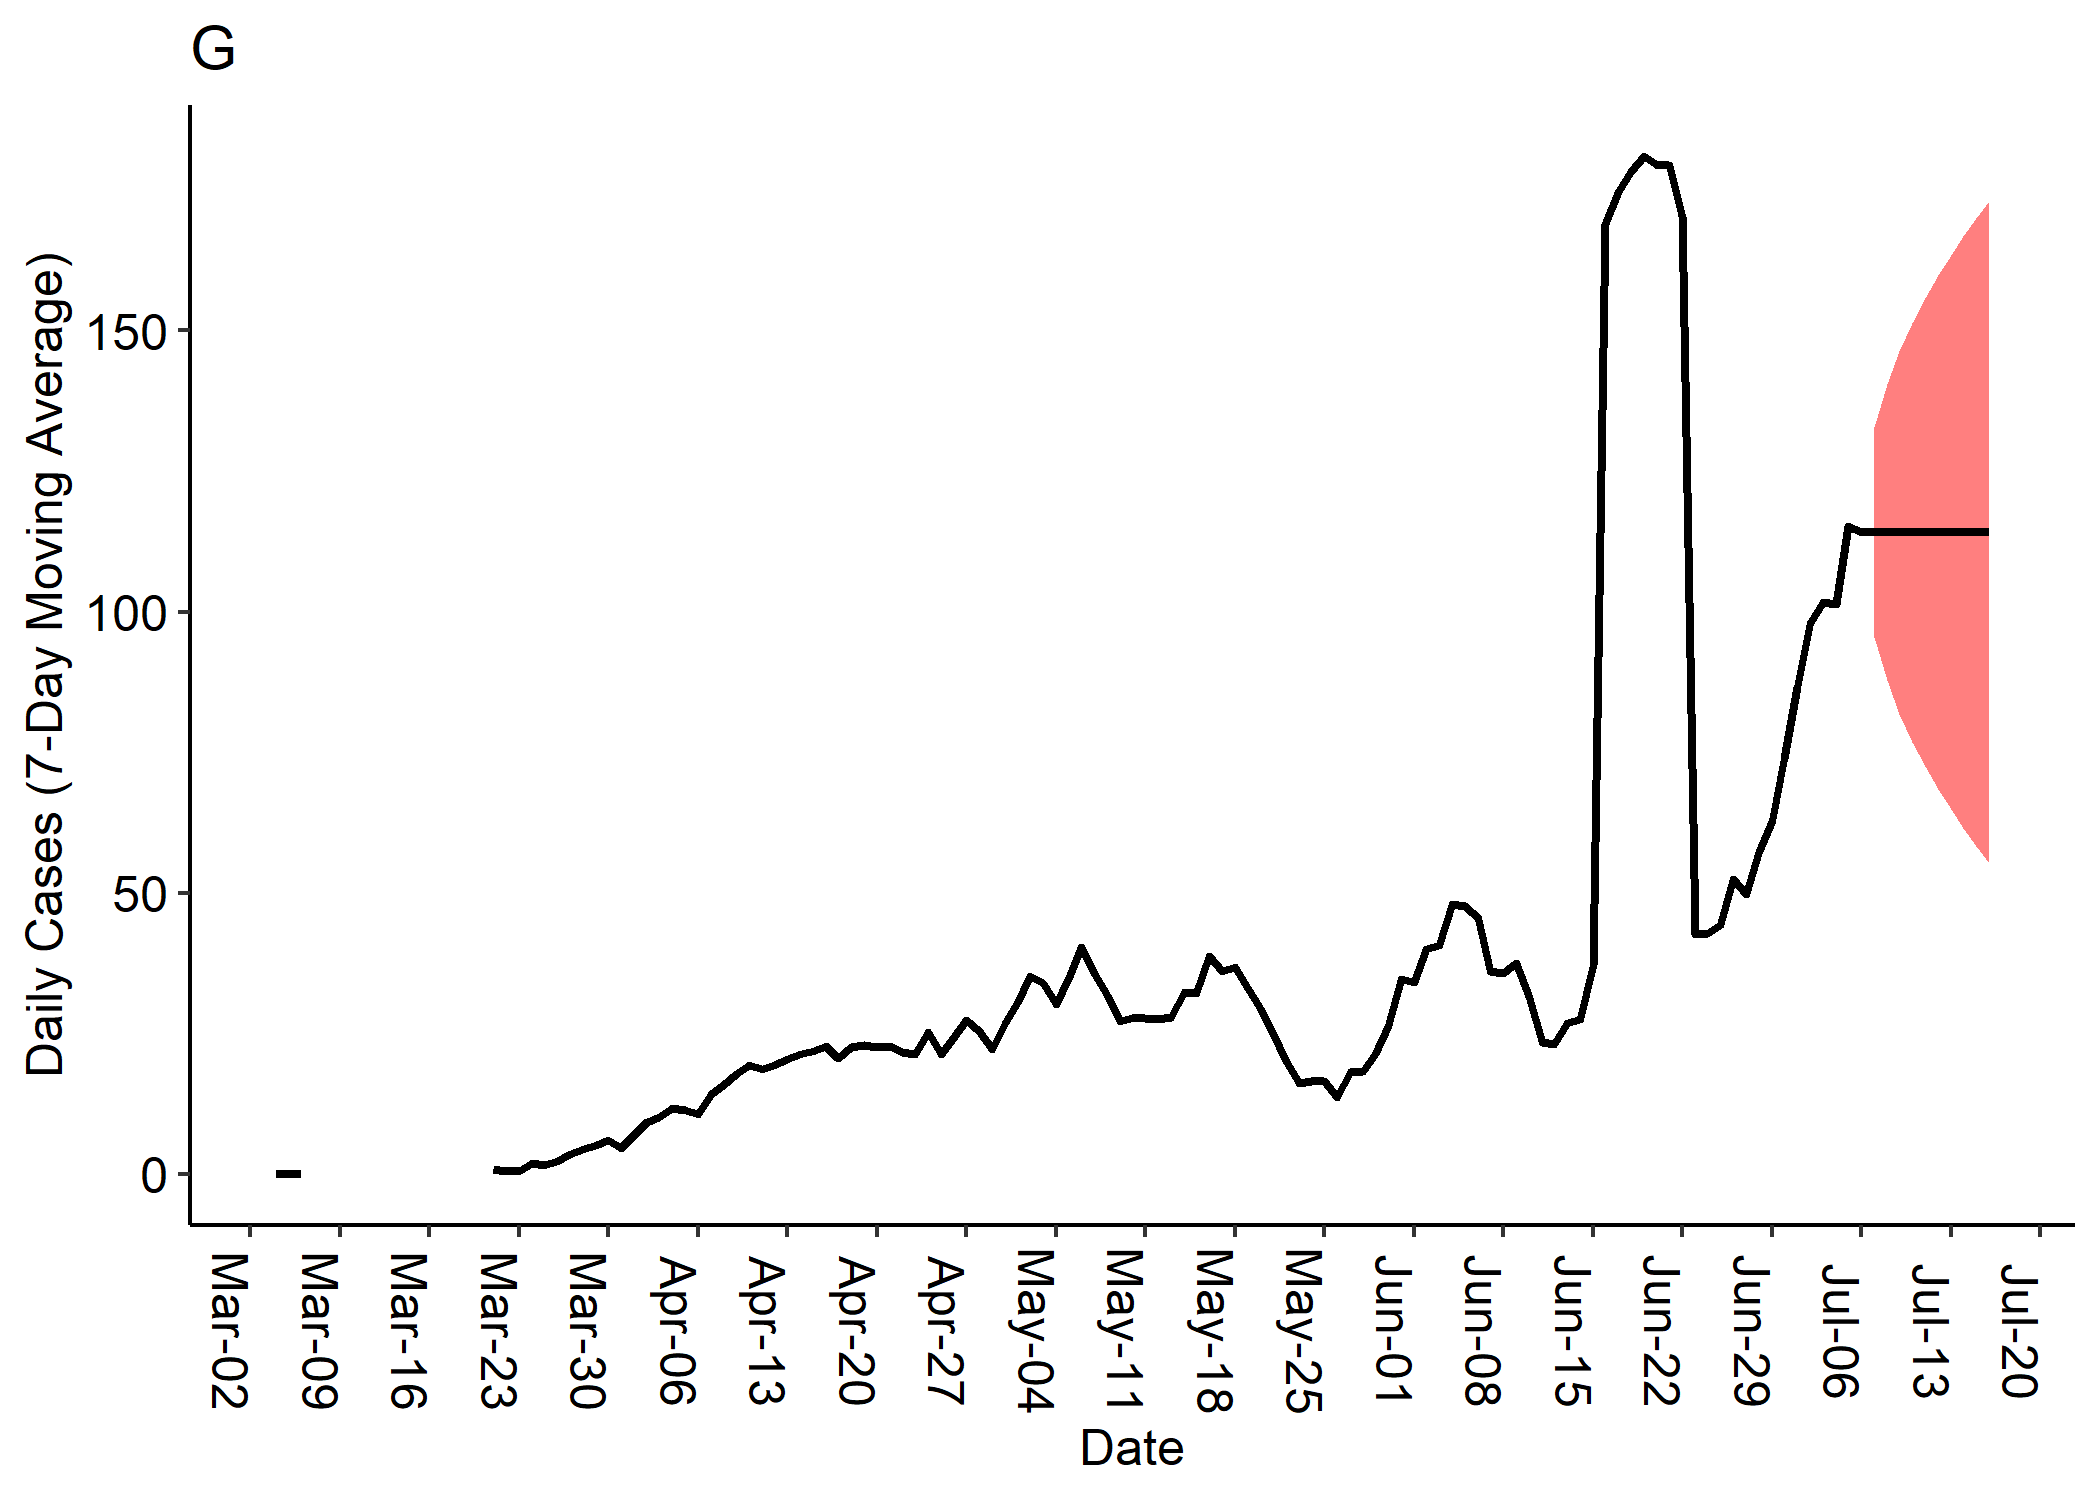 G
Daily Cases (7-Day Moving Average)
150
100
50
0
Mar-02
Mar-09
Mar-16
Mar-23
Mar-30
Apr-06
Apr-13
Apr-20
Apr-27
May-04
May-11
May-18
May-25
Jun-01
Jun-08
Jun-15
Jun-22
Jun-29
Jul-06
Jul-13
Jul-20
Date